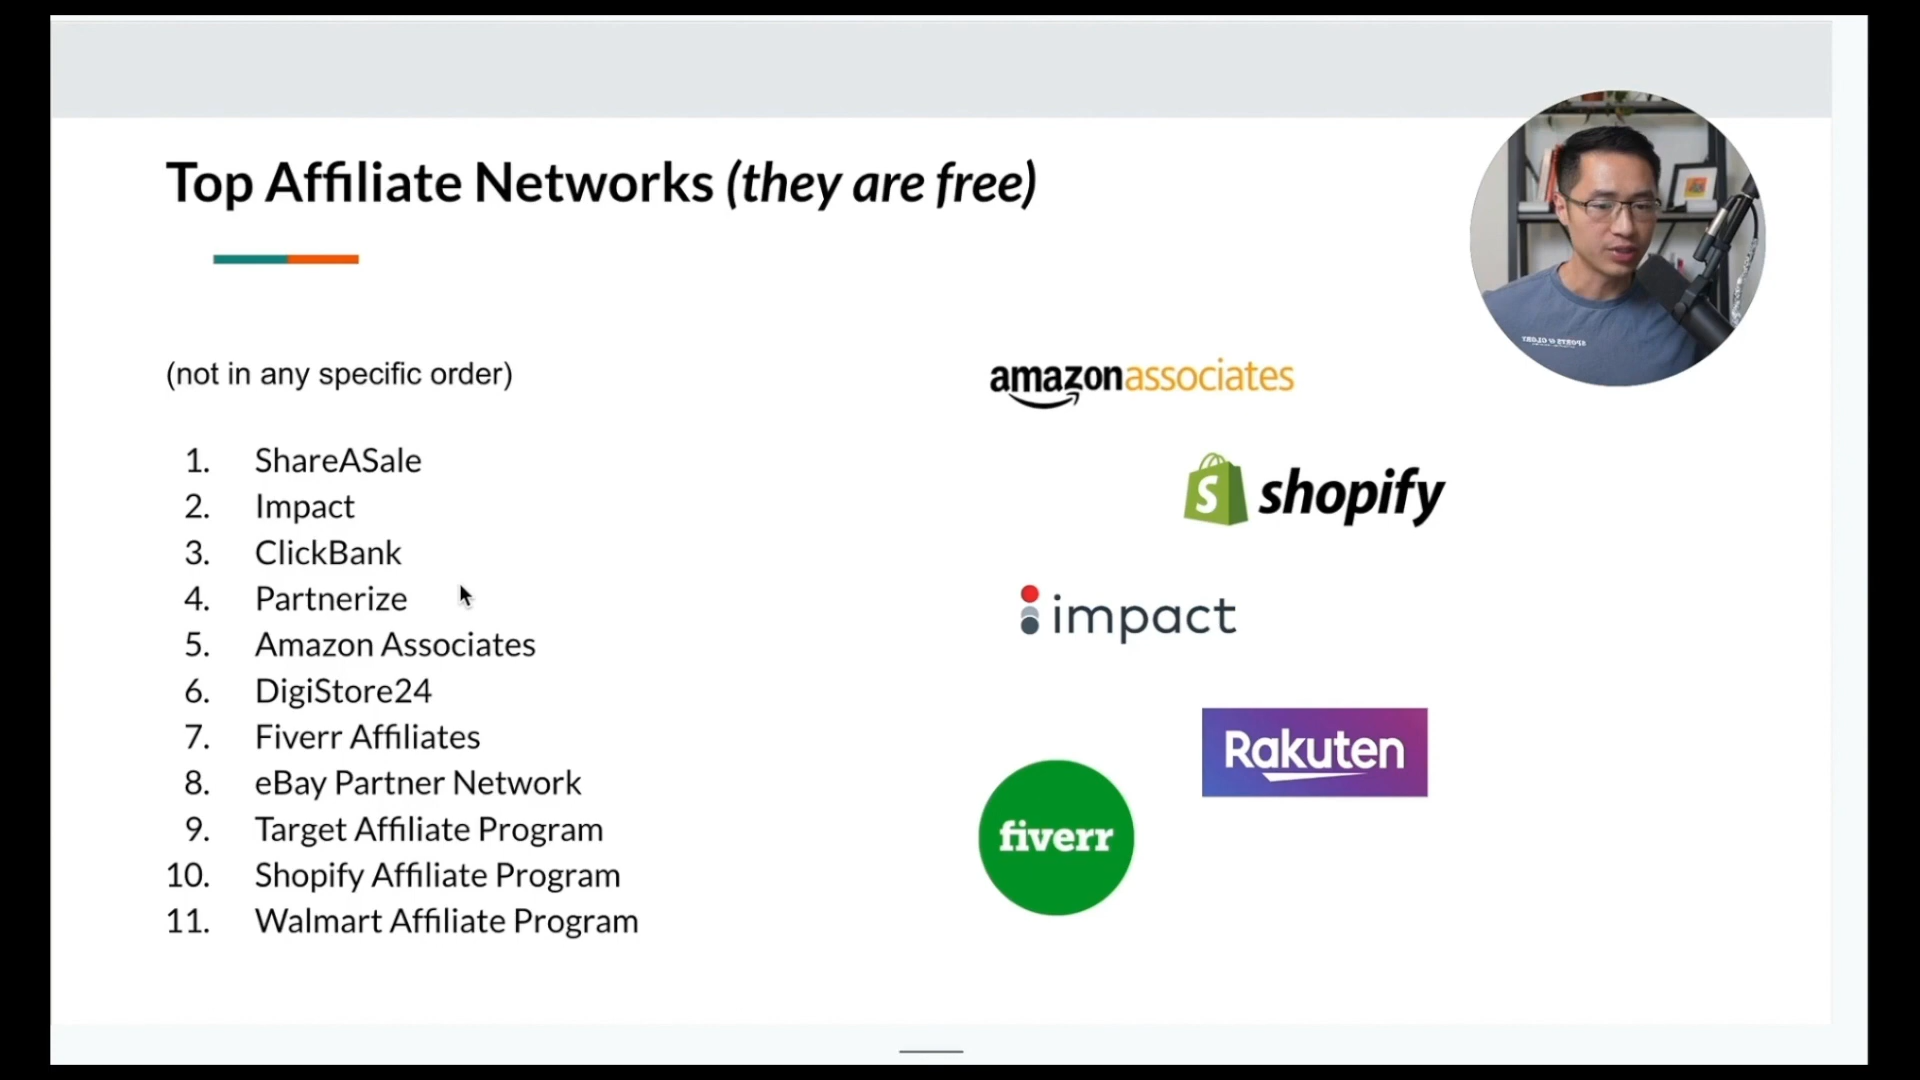 Top Affiliate Networks (they are free)
(not in any specific order)
1. ShareASale
2. Impact
3. ClickBank
4. Partnerize
5. Amazon Associates
6. DigiStore24
7. Fiverr Affiliates
8. eBay Partner Network
9. Target Affiliate Program
10. Shopify Affiliate Program
11. Walmart Affiliate Program
amazonassociates
S shopify
impact
Rakuten
fiverr
SPORTS & GLORY